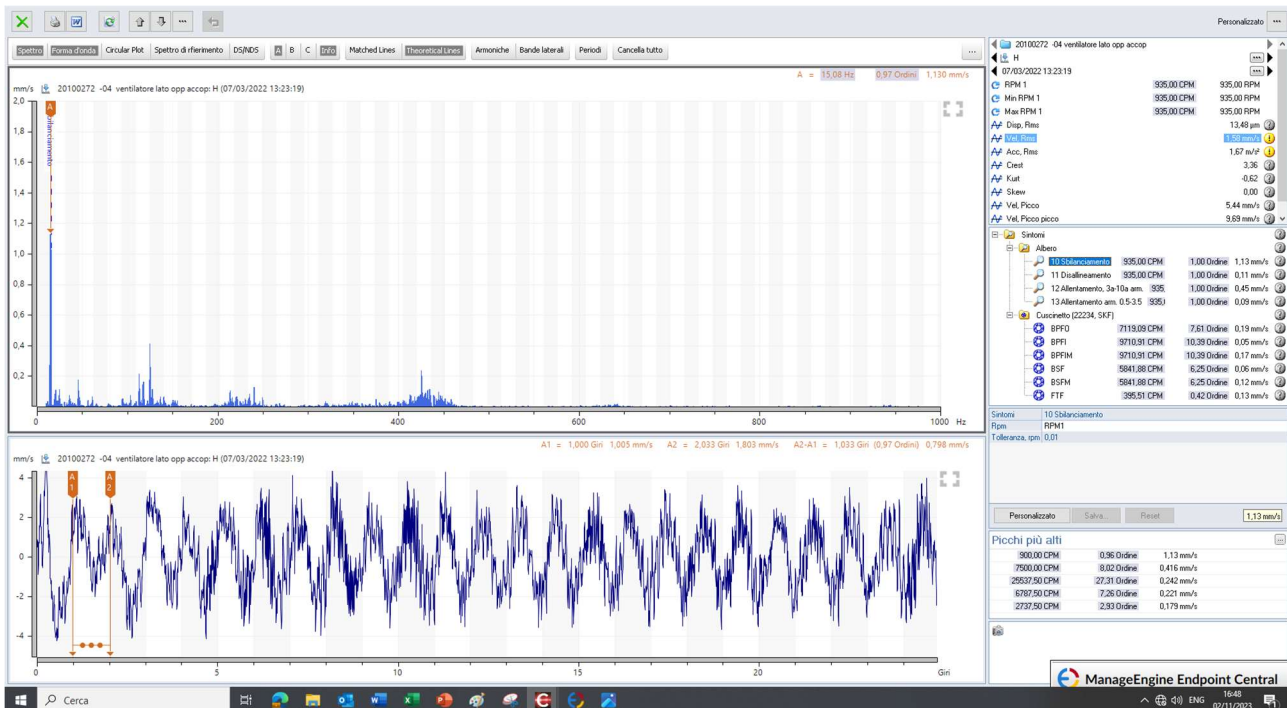 Personalizzato ...
Spettro Forma d'onda Circular Plot Spettro di rfierimento DS/NDS A B C Info Matched Lines Theoretical Lines Armoniche Bande laterali Periodi Cancella tutto ...
A = 15,08 Hz 0,97 Ordini 1,130 mm/s
mm/s 20100272 -04 ventilatore lato opp accop: H (07/03/2022 13:23:19)
A
2,0
1,8
1,6
1,4
1,2
1,0
0,8
0,6
0,4
0,2
0 200 400 600 800 1000 Hz
A1 = 1,000 Giri 1,005 mm/s A2 = 2,033 Giri 1,803 mm/s A2-A1 = 1,033 Giri (0,97 Ordini) 0,798 mm/s
mm/s 20100272 -04 ventilatore lato opp accop: H (07/03/2022 13:23:19)
A 1 A 2
4
2
0
-2
-4
0 5 10 15 20 Giri
20100272 -04 ventilatore lato opp accop
H
07/03/2022 13:23:19
RPM 1 935,00 CPM 935,00 RPM
Min RPM 1 935,00 CPM 935,00 RPM
Max RPM 1 935,00 CPM 935,00 RPM
Disp, Rms 13,48 µm
Vel, Rms 1,58 mm/s
Acc, Rms 1,67 m/s²
Crest 3,36
Kurt -0,62
Skew 0,00
Vel, Picco 5,44 mm/s
Vel, Picco picco 9,69 mm/s
Sintomi
Albero
10 Sbilanciamento 935,00 CPM 1,00 Ordine 1,13 mm/s
11 Disallineamento 935,00 CPM 1,00 Ordine 0,11 mm/s
12 Allentamento, 3a-10a arm. 935, 1,00 Ordine 0,45 mm/s
13 Allentamento arm. 0.5-3.5 935,( 1,00 Ordine 0,09 mm/s
Cuscinetto (22234, SKF)
BPFO 7119,09 CPM 7,61 Ordine 0,19 mm/s
BPFI 9710,91 CPM 10,39 Ordine 0,05 mm/s
BPFIM 9710,91 CPM 10,39 Ordine 0,17 mm/s
BSF 5841,88 CPM 6,25 Ordine 0,06 mm/s
BSFM 5841,88 CPM 6,25 Ordine 0,12 mm/s
FTF 395,51 CPM 0,42 Ordine 0,13 mm/s
Sintomi 10 Sbilanciamento
Rpm RPM1
Tolleranza, rpm 0,01
Personalizzato Salva... Reset 1,13 mm/s
Picchi più alti ...
900,00 CPM 0,96 Ordine 1,13 mm/s
7500,00 CPM 8,02 Ordine 0,416 mm/s
25537,50 CPM 27,31 Ordine 0,242 mm/s
6787,50 CPM 7,26 Ordine 0,221 mm/s
2737,50 CPM 2,93 Ordine 0,179 mm/s
ManageEngine Endpoint Central
Cerca
ENG 16:48
02/11/2023